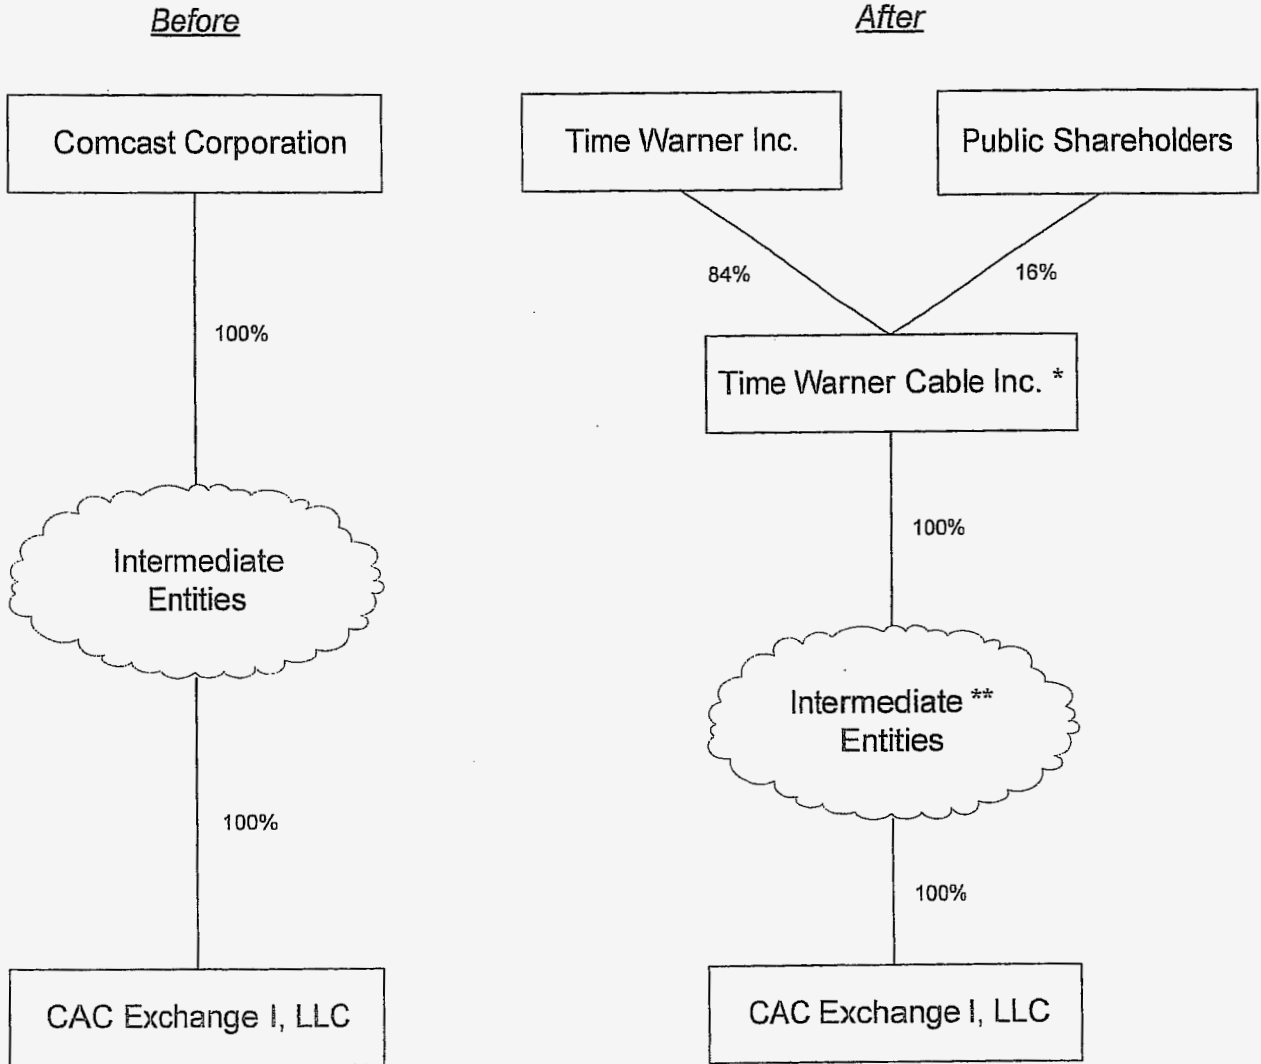 Before
Comcast Corporation
100%
Intermediate
Entities
100%
CAC Exchange I, LLC
After
Time Warner Inc.
Public Shareholders
84%
16%
Time Warner Cable Inc. *
100%
Intermediate **
Entities
100%
CAC Exchange I, LLC